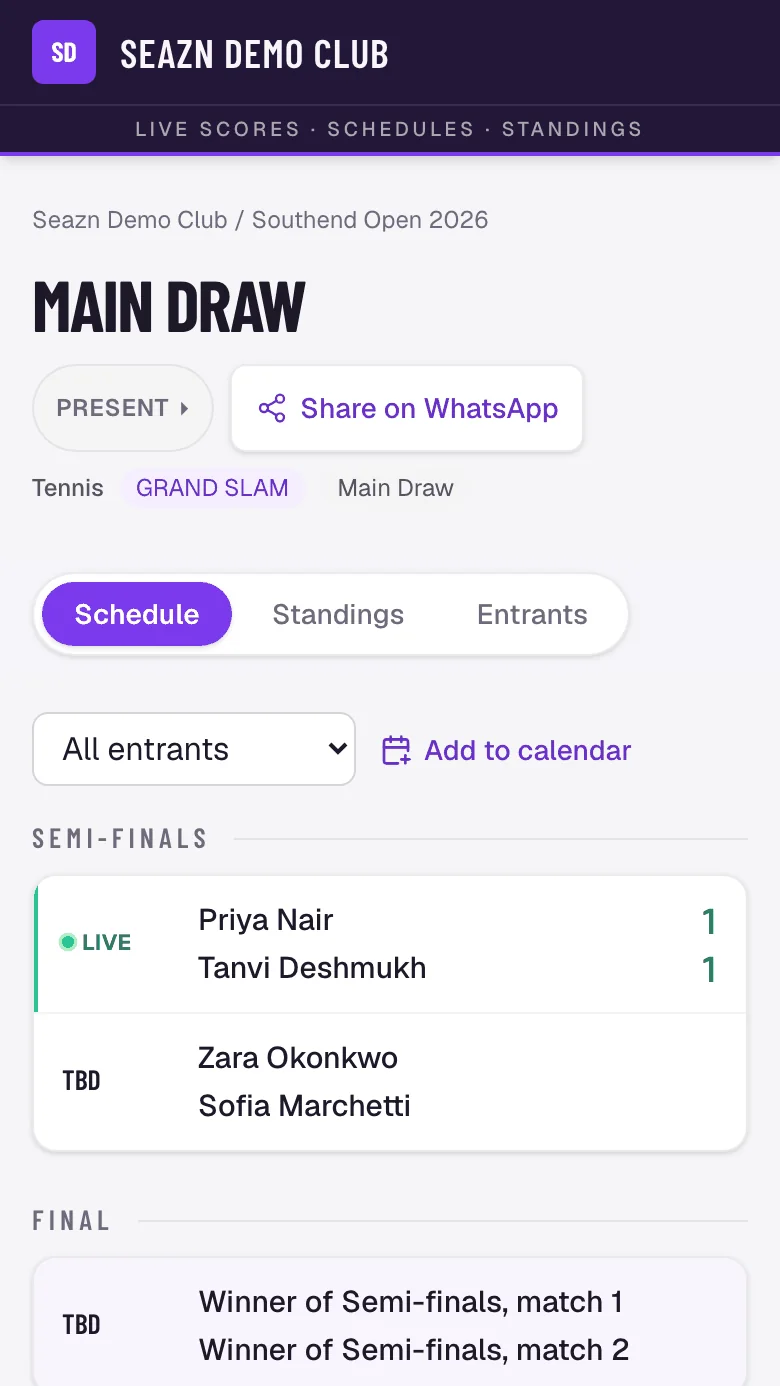 SD
SEAZN DEMO CLUB
LIVE SCORES · SCHEDULES · STANDINGS
Seazn Demo Club / Southend Open 2026
MAIN DRAW
PRESENT
Share on WhatsApp
Tennis GRAND SLAM Main Draw
Schedule Standings Entrants
All entrants
Add to calendar
SEMI-FINALS
LIVE
Priya Nair 1
Tanvi Deshmukh 1
TBD
Zara Okonkwo
Sofia Marchetti
FINAL
TBD
Winner of Semi-finals, match 1
Winner of Semi-finals, match 2